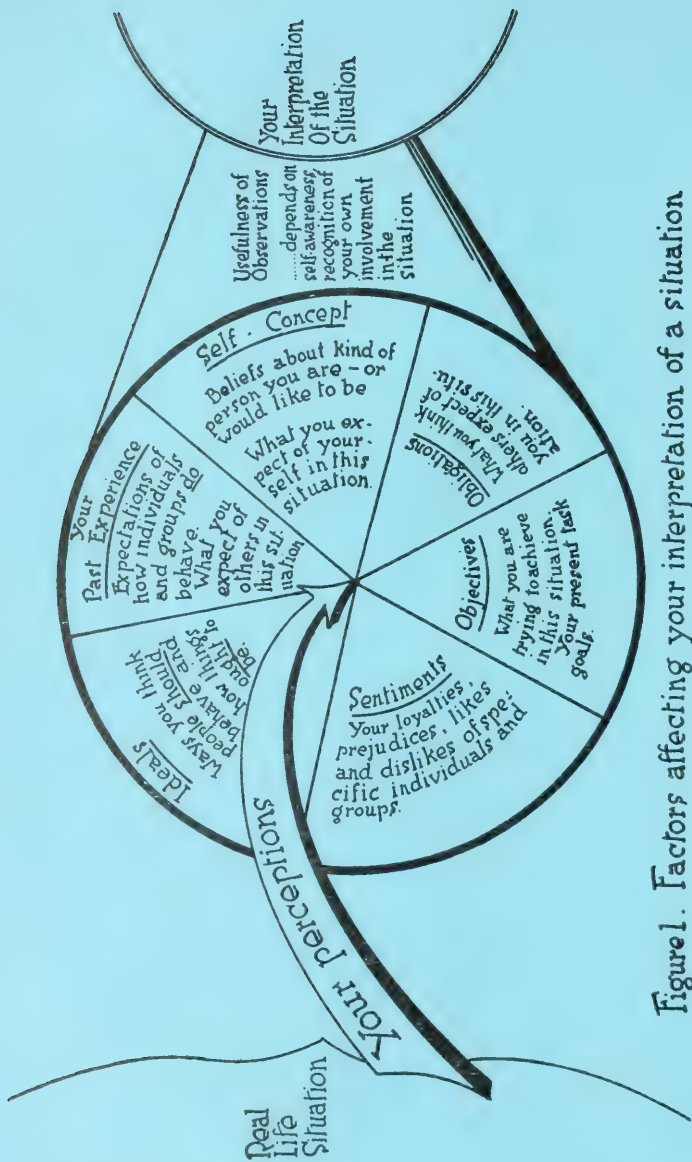 Real
Life
Situation
Your perceptions
Ideals
Ways you think
people should
behave and
how things
ought to
be.
Your
Past Experience
Expectations of
how individuals
and groups do
behave.
What you
expect of
others in
this sit-
uation
Self-Concept
Beliefs about kind of
person you are - or
would like to be
What you ex-
pect of your-
self in this
situation.
Obligations
What you think
others expect of
you in this situ-
ation.
Objectives
What you are
trying to achieve
in this situation.
Your present task
goals.
Sentiments
Your loyalties,
prejudices, likes
and dislikes of spe-
cific individuals and
groups.
Usefulness of
Observations
......depends on
self-awareness,
recognition of
your own
involvement
in the
situation
Your
Interpretation
Of the
Situation
Figure 1. Factors affecting your interpretation of a situation